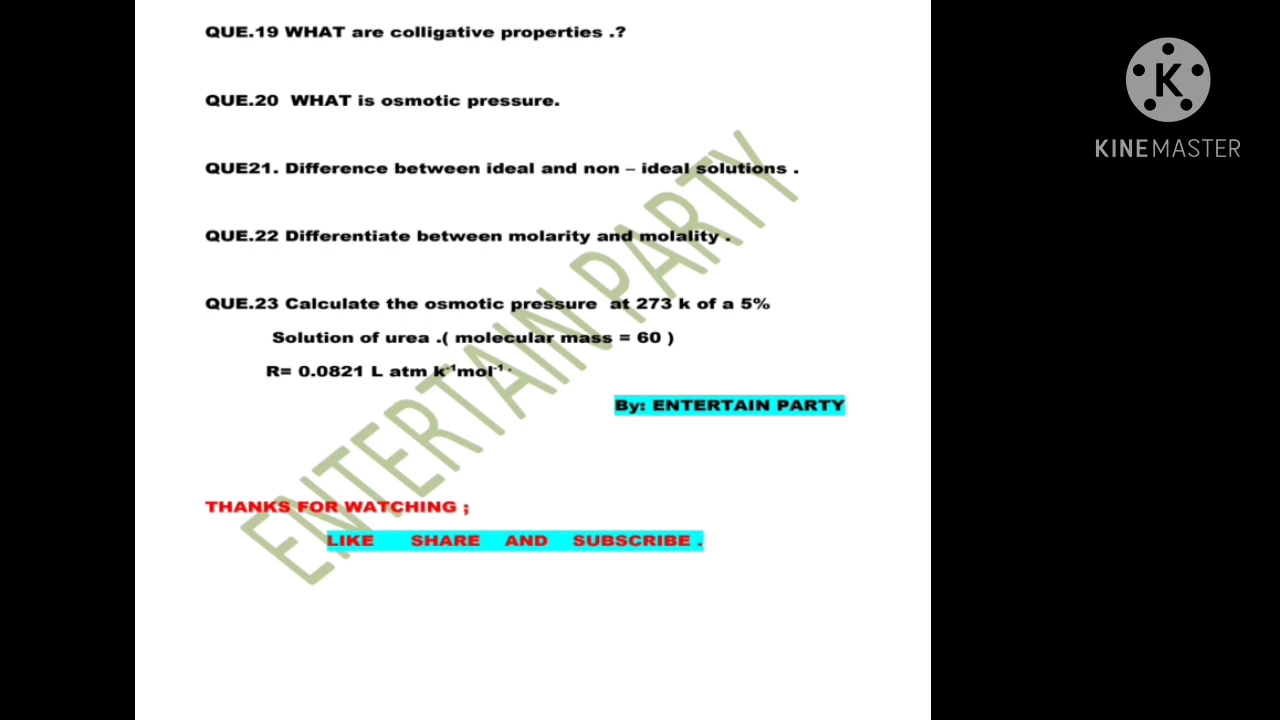 QUE.19 WHAT are colligative properties .?
KINEMASTER
QUE.20 WHAT is osmotic pressure.
QUE21. Difference between ideal and non – ideal solutions .
QUE.22 Differentiate between molarity and molality .
QUE.23 Calculate the osmotic pressure at 273 k of a 5%
Solution of urea .( molecular mass = 60 )
R= 0.0821 L atm k⁻¹mol⁻¹ .
By: ENTERTAIN PARTY
ENTERTAIN PARTY
THANKS FOR WATCHING ;
LIKE SHARE AND SUBSCRIBE .